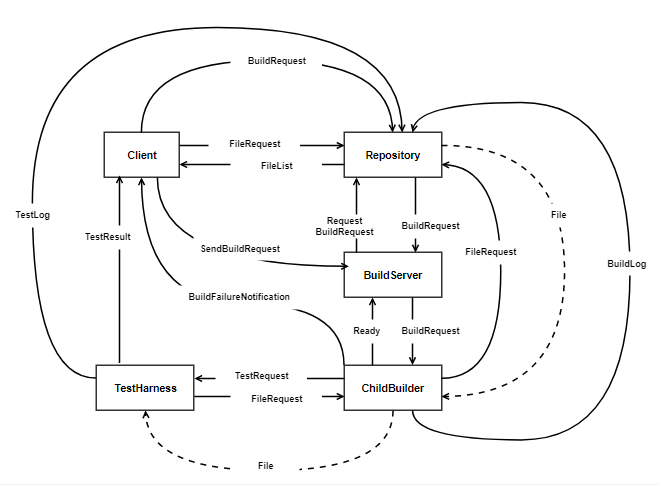 BuildRequest
FileRequest
Client
Repository
FileList
TestLog
File
Request
BuildRequest
BuildRequest
TestResult
SendBuildRequest
FileRequest
BuildLog
BuildServer
BuildFailureNotification
Ready
BuildRequest
TestRequest
TestHarness
ChildBuilder
FileRequest
File